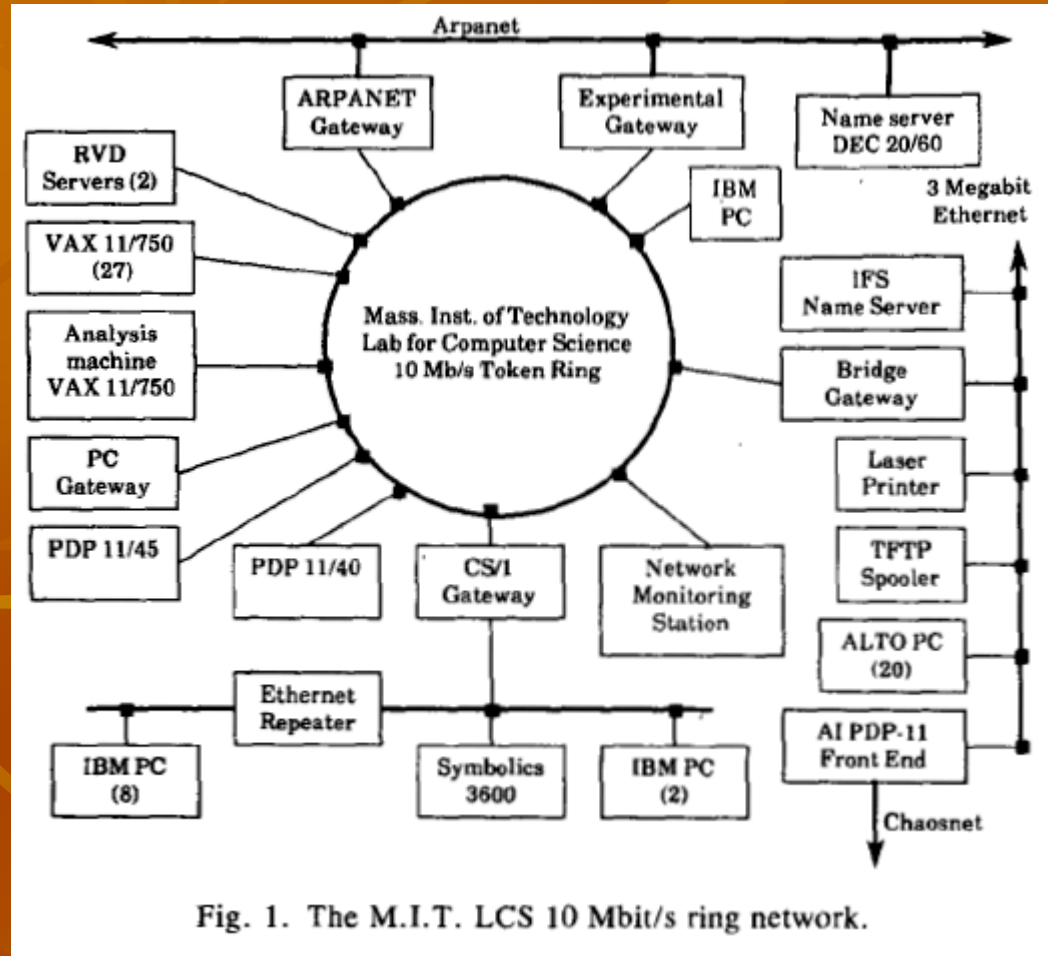 Arpanet
ARPANET
Gateway
Experimental
Gateway
Name server
DEC 20/60
RVD
Servers (2)
IBM
PC
3 Megabit
Ethernet
VAX 11/750
(27)
IFS
Name Server
Analysis
machine
VAX 11/750
Mass. Inst. of Technology
Lab for Computer Science
10 Mb/s Token Ring
Bridge
Gateway
PC
Gateway
Laser
Printer
PDP 11/45
PDP 11/40
CS/1
Gateway
Network
Monitoring
Station
TFTP
Spooler
ALTO PC
(20)
Ethernet
Repeater
AI PDP-11
Front End
IBM PC
(8)
Symbolics
3600
IBM PC
(2)
Chaosnet
Fig. 1. The M.I.T. LCS 10 Mbit/s ring network.